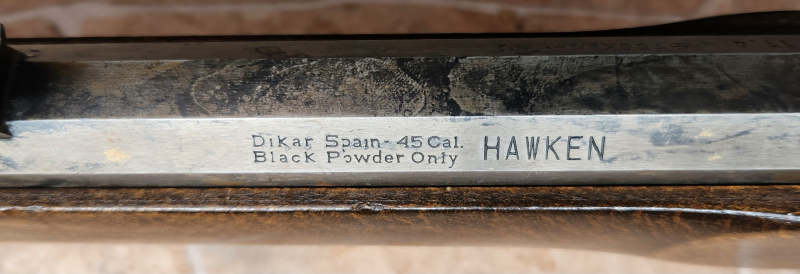 DiKar Spain - 45 Cal.
Black Powder Only
HAWKEN